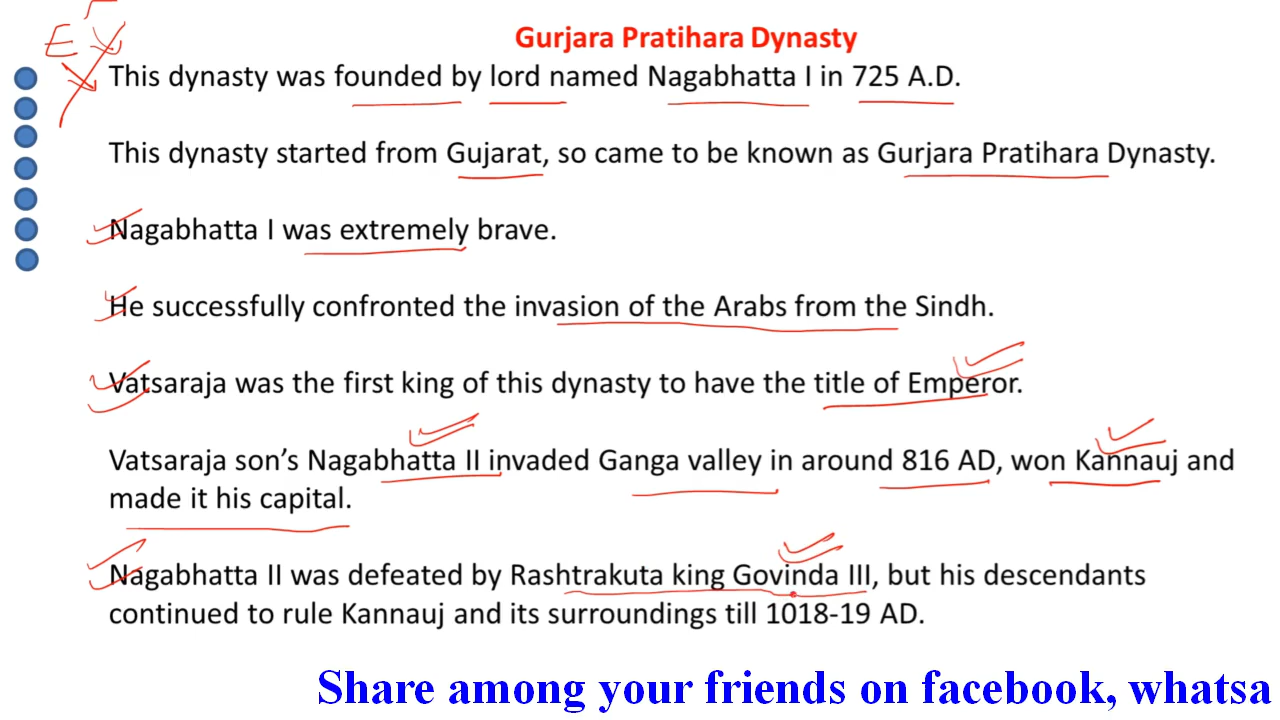 Gurjara Pratihara Dynasty
This dynasty was founded by lord named Nagabhatta I in 725 A.D.
This dynasty started from Gujarat, so came to be known as Gurjara Pratihara Dynasty.
Nagabhatta I was extremely brave.
He successfully confronted the invasion of the Arabs from the Sindh.
Vatsaraja was the first king of this dynasty to have the title of Emperor.
Vatsaraja son's Nagabhatta II invaded Ganga valley in around 816 AD, won Kannauj and
made it his capital.
Nagabhatta II was defeated by Rashtrakuta king Govinda III, but his descendants
continued to rule Kannauj and its surroundings till 1018-19 AD.
Share among your friends on facebook, whatsa